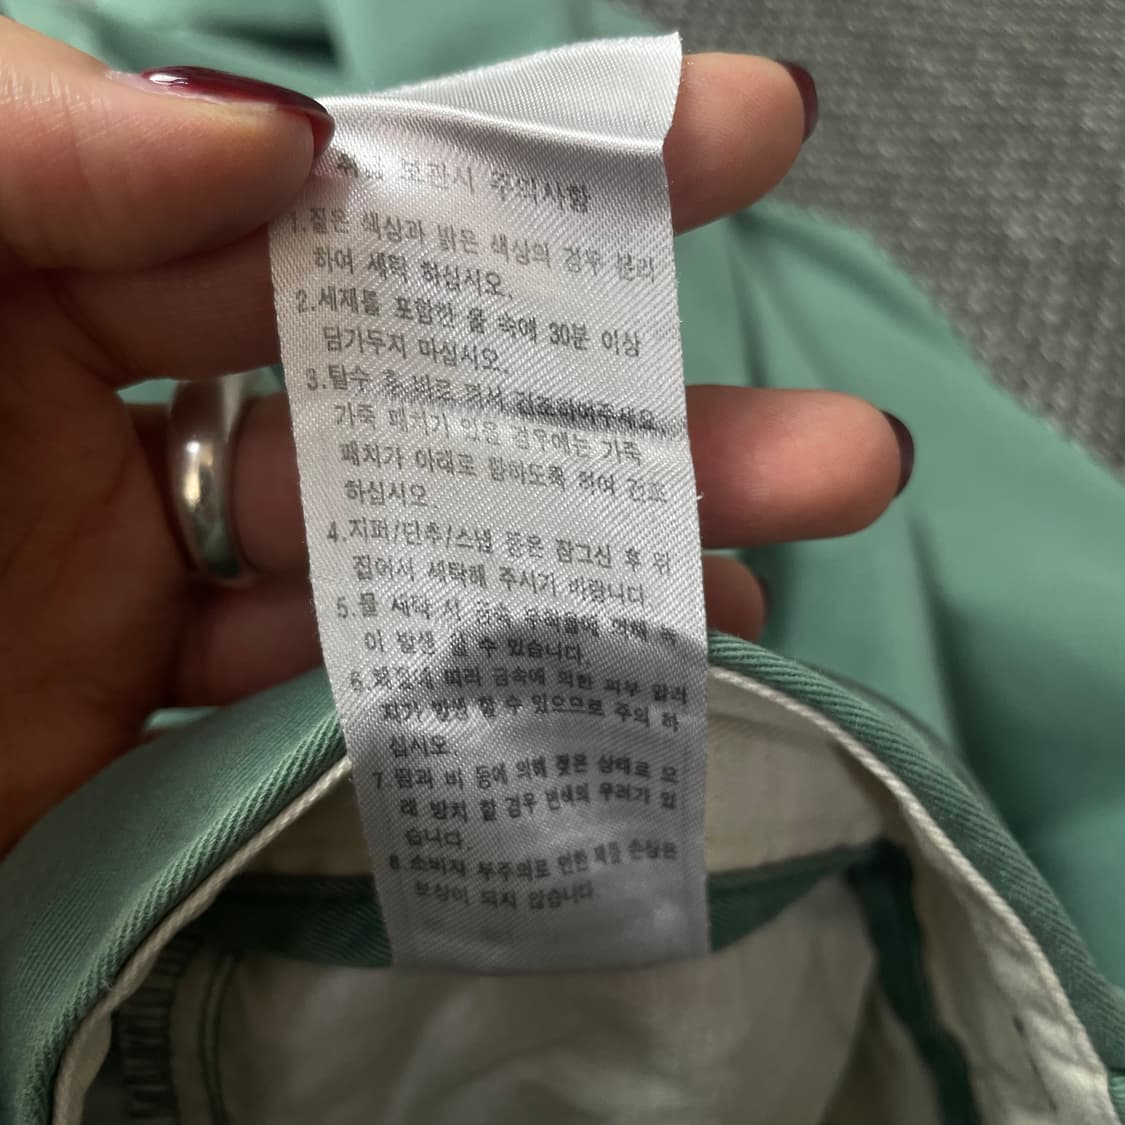 보관시 주의사항
1.짙은 색상과 밝은 색상의 경우 분리
하여 세탁 하십시오.
2.세제를 포함한 물 속에 30분 이상
담가두지 마십시오.
3.탈수 후 바로 펴서 건조하여주세요.
가죽 패치가 있을 경우에는 가죽
패치가 아래로 향하도록 하여 건조
하십시오.
4.지퍼/단추/스냅 등은 잠그신 후 뒤
집어서 세탁해 주시기 바랍니다.
5.물 세탁 시 금속 부착물에 의해 녹
이 발생 될 수 있습니다.
6.체질에 따라 금속에 의한 피부 알러
지가 발생 할 수 있으므로 주의 하
십시오.
7.땀과 비 등에 의해 젖은 상태로 오
래 방치 할 경우 변색의 우려가 있
습니다.
8.소비자 부주의로 인한 제품 손상은
보상이 되지 않습니다.